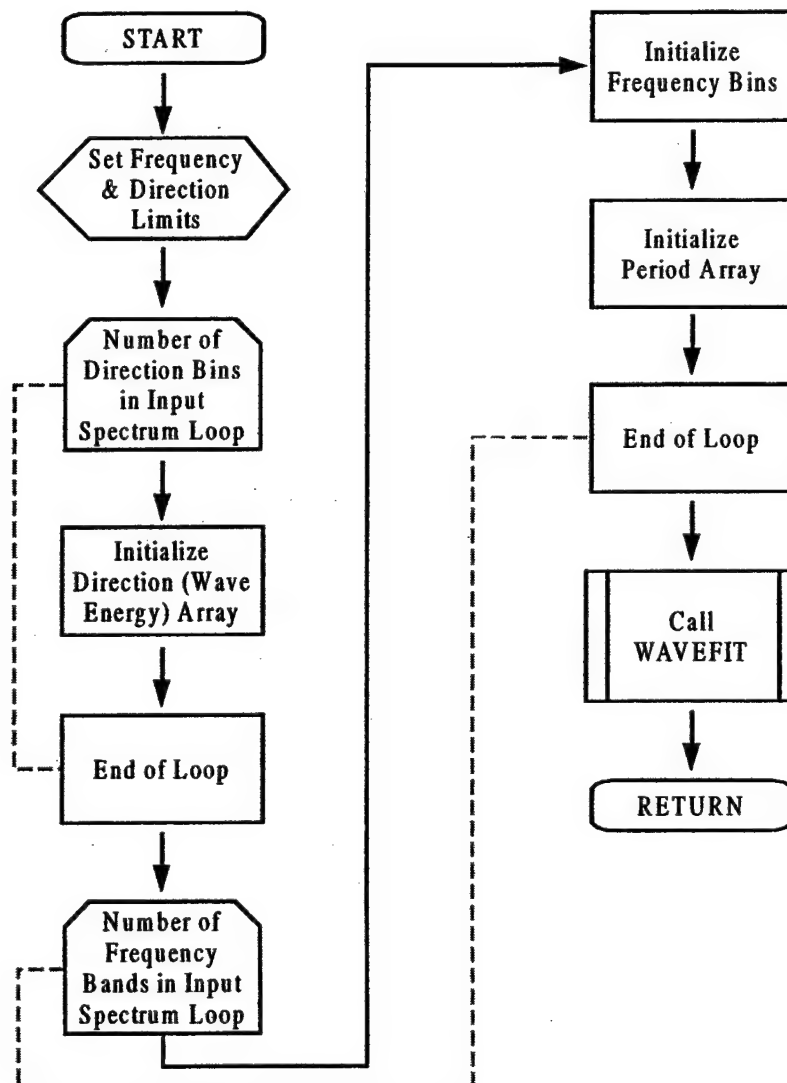 START
Set Frequency
& Direction
Limits
Number of
Direction Bins
in Input
Spectrum Loop
Initialize
Direction (Wave
Energy) Array
End of Loop
Number of
Frequency
Bands in Input
Spectrum Loop
Initialize
Frequency Bins
Initialize
Period Array
End of Loop
Call
WAVEFIT
RETURN